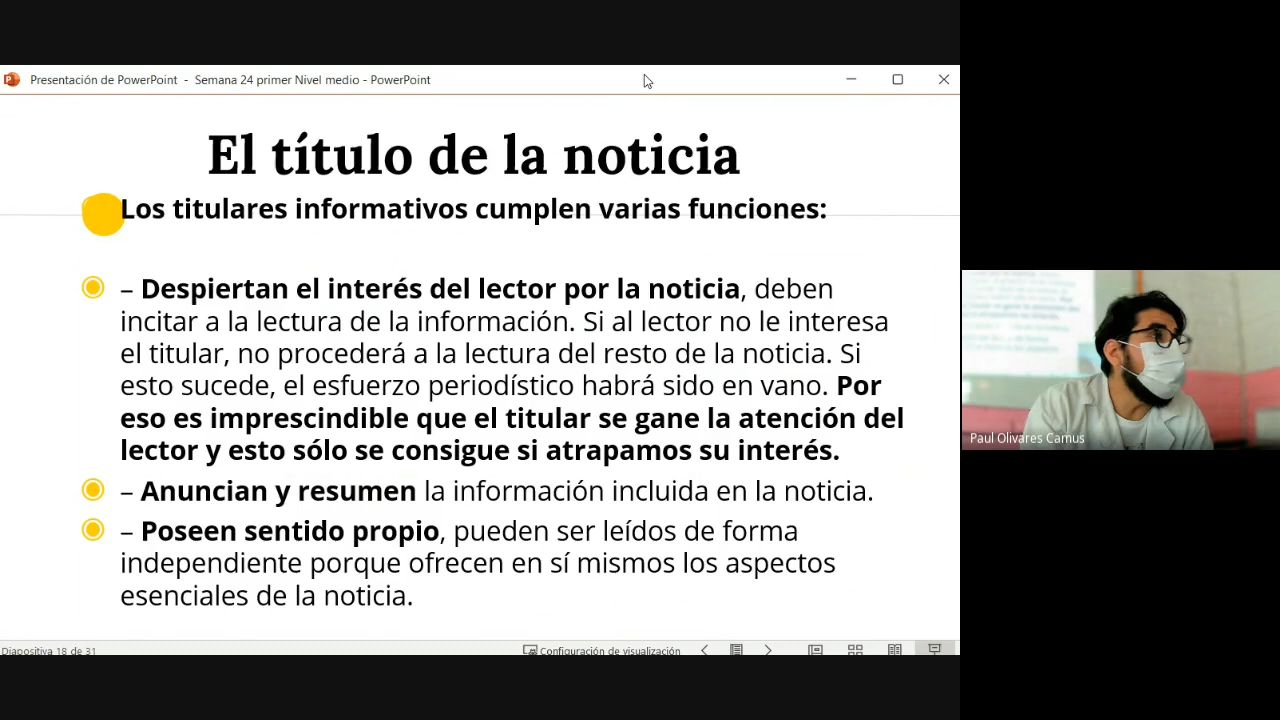 Presentación de PowerPoint - Semana 24 primer Nivel medio - PowerPoint
El título de la noticia
Los titulares informativos cumplen varias funciones:
– Despiertan el interés del lector por la noticia, deben
incitar a la lectura de la información. Si al lector no le interesa
el titular, no procederá a la lectura del resto de la noticia. Si
esto sucede, el esfuerzo periodístico habrá sido en vano. Por
eso es imprescindible que el titular se gane la atención del
lector y esto sólo se consigue si atrapamos su interés.
– Anuncian y resumen la información incluida en la noticia.
– Poseen sentido propio, pueden ser leídos de forma
independiente porque ofrecen en sí mismos los aspectos
esenciales de la noticia.
Diapositiva 18 de 31
Configuración de visualización
Paul Olivares Camus